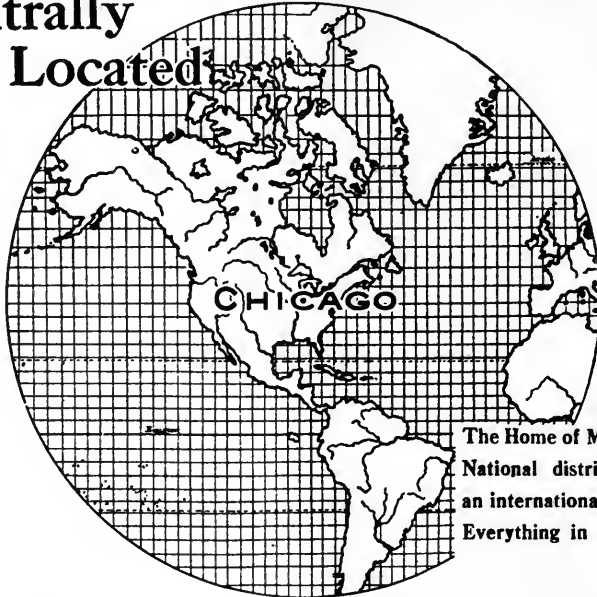 trally
Located
CHICAGO
The Home of M
National distri
an international
Everything in